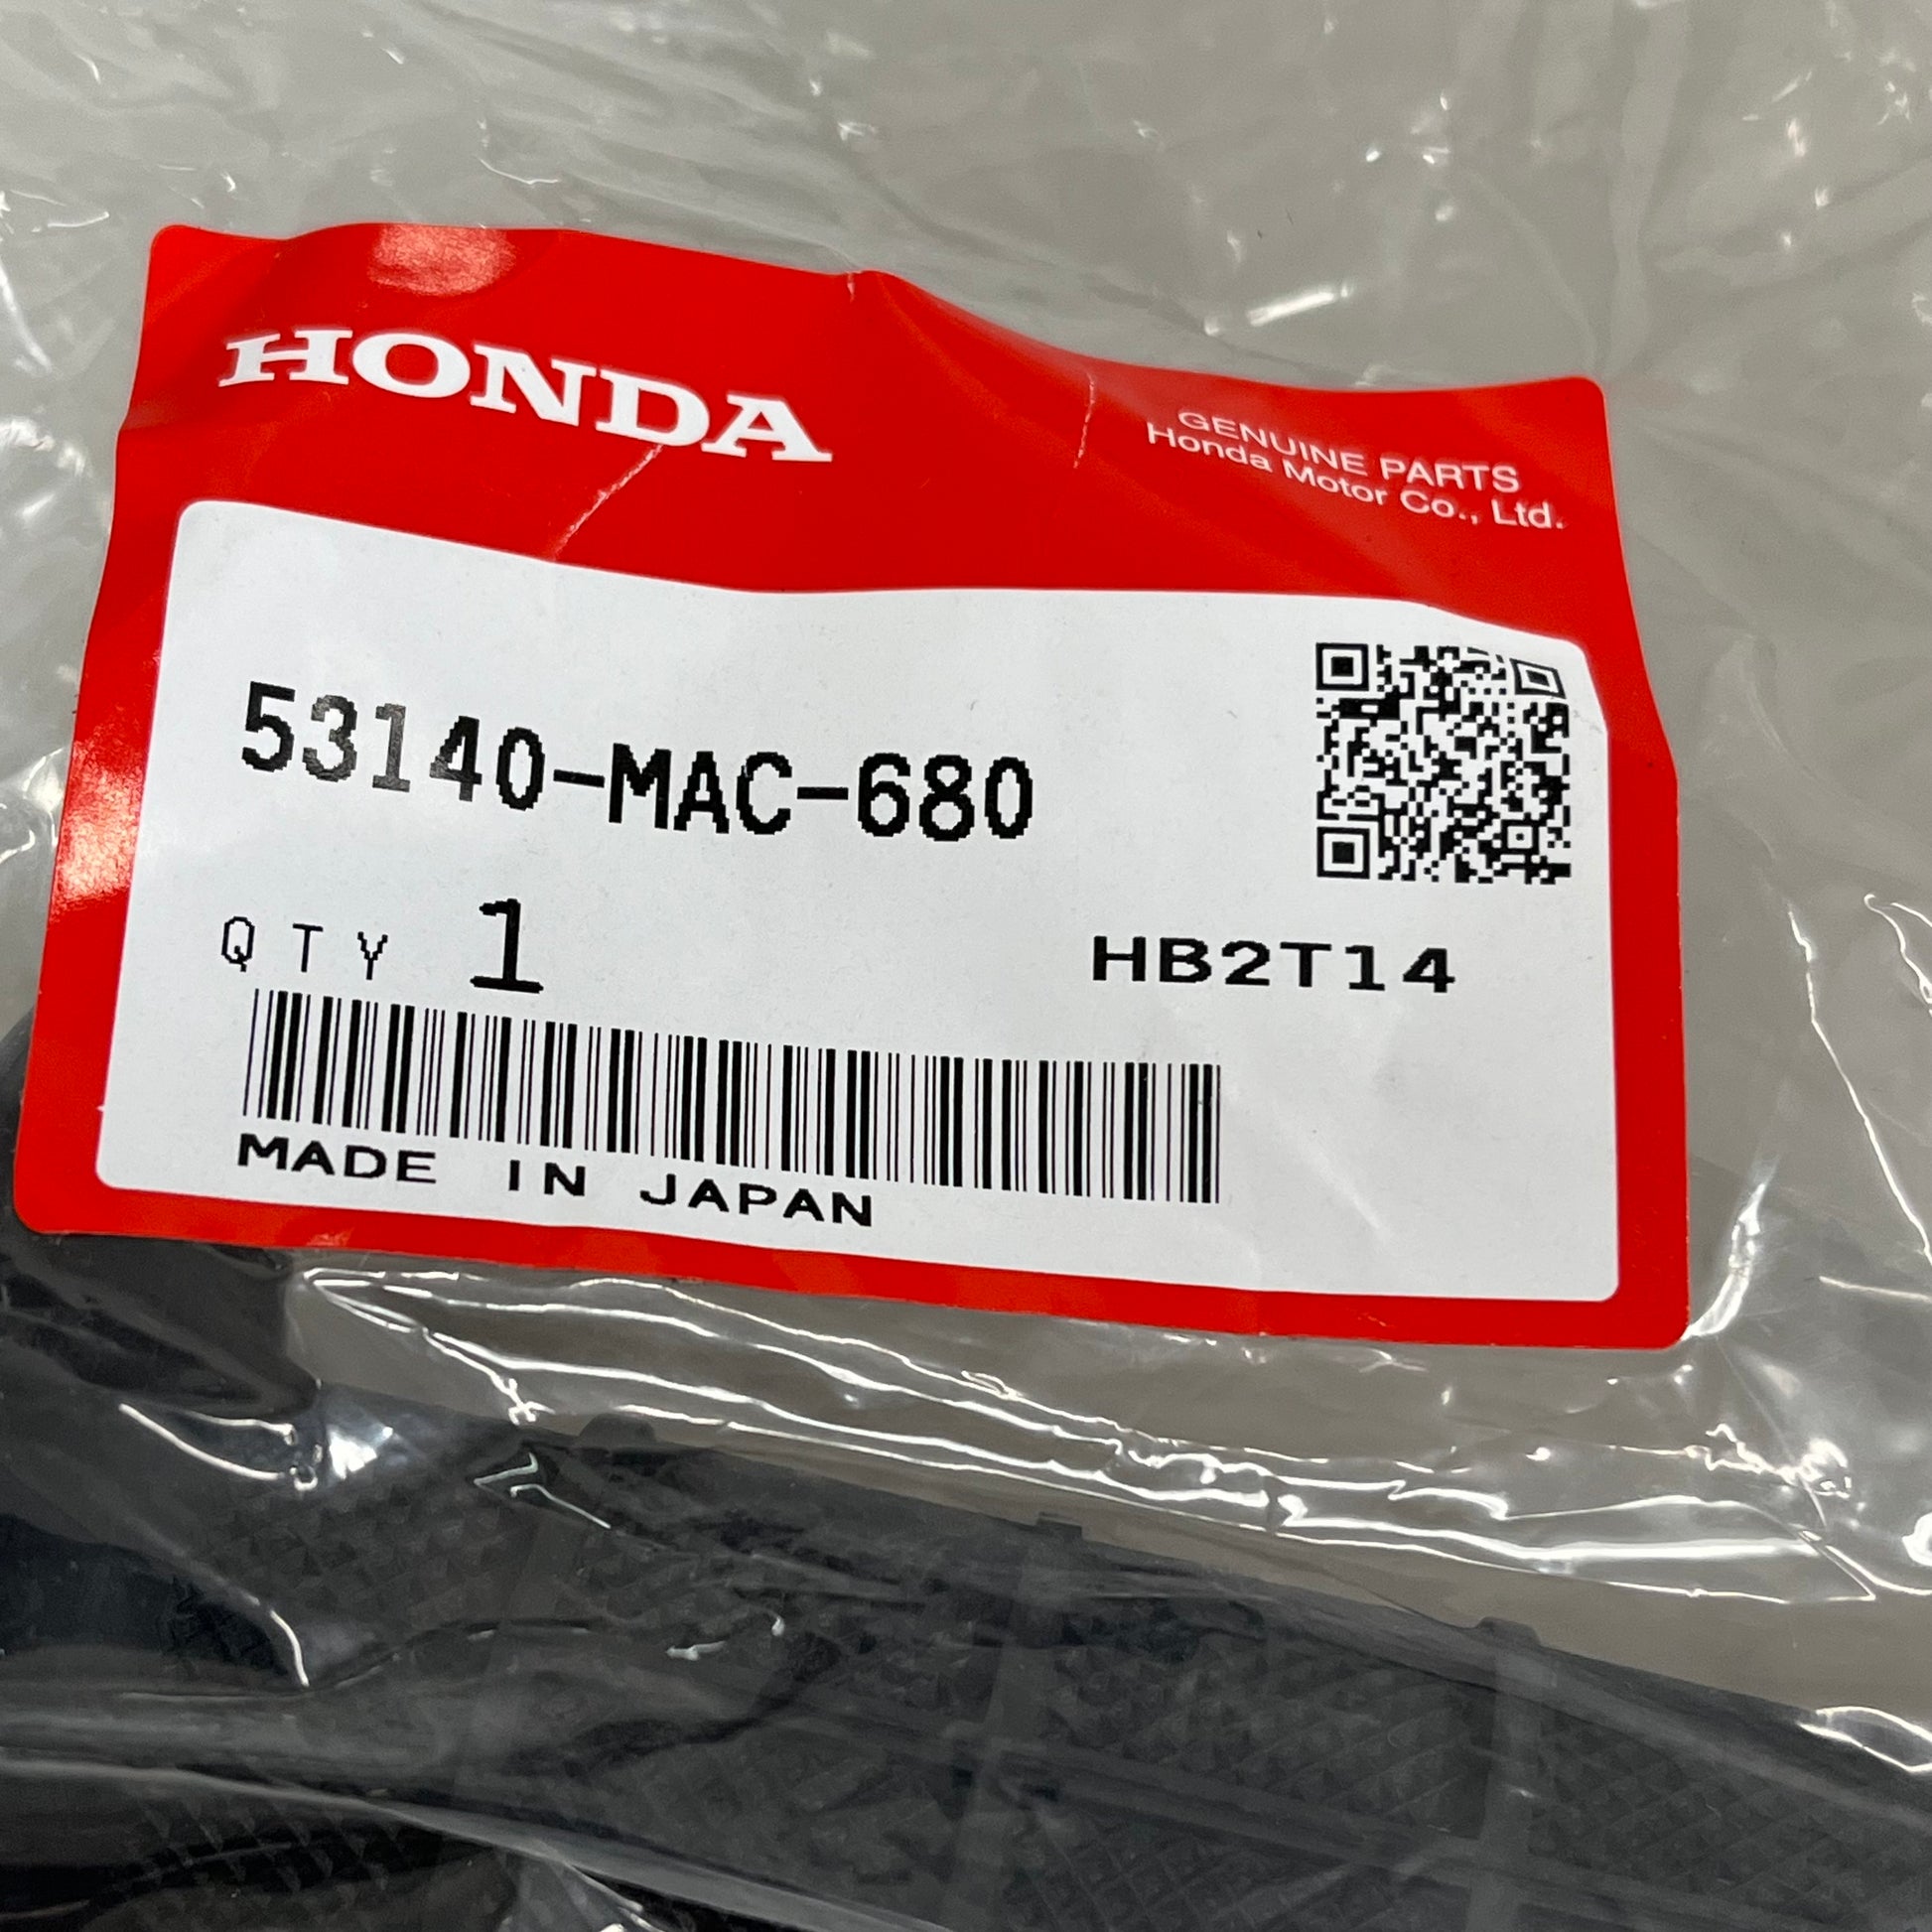 HONDA
GENUINE PARTS
Honda Motor Co., Ltd.
53140-MAC-680
QTY 1
HB2T14
MADE IN JAPAN